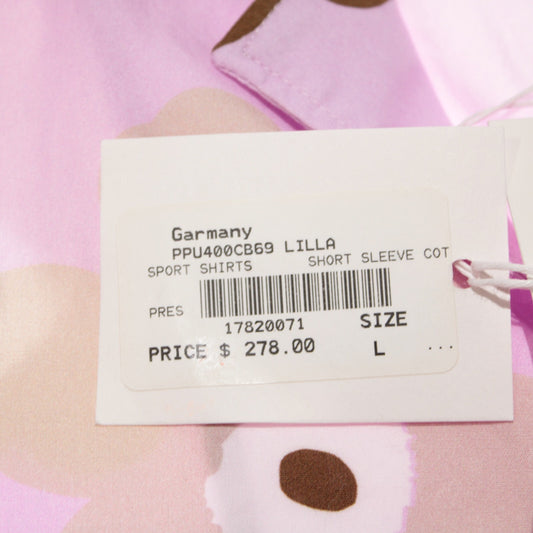 Garmany
PPU400CB69 LILLA
SPORT SHIRTS SHORT SLEEVE COT
PRES
17820071 SIZE
PRICE $ 278.00 L ...